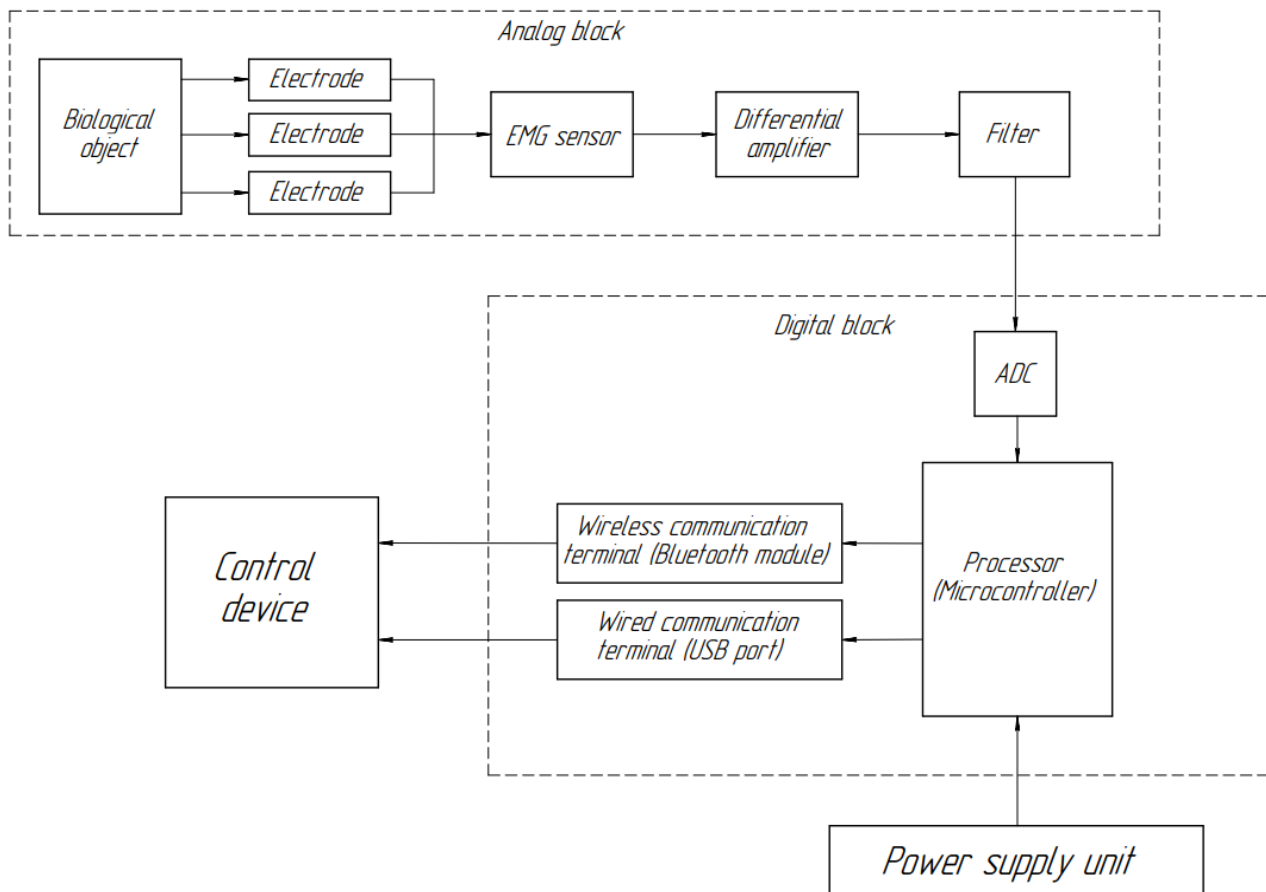 Analog block
Biological
object
Electrode
Electrode
Electrode
EMG sensor
Differential
amplifier
Filter
Digital block
ADC
Processor
(Microcontroller)
Wireless communication
terminal (Bluetooth module)
Wired communication
terminal (USB port)
Control
device
Power supply unit